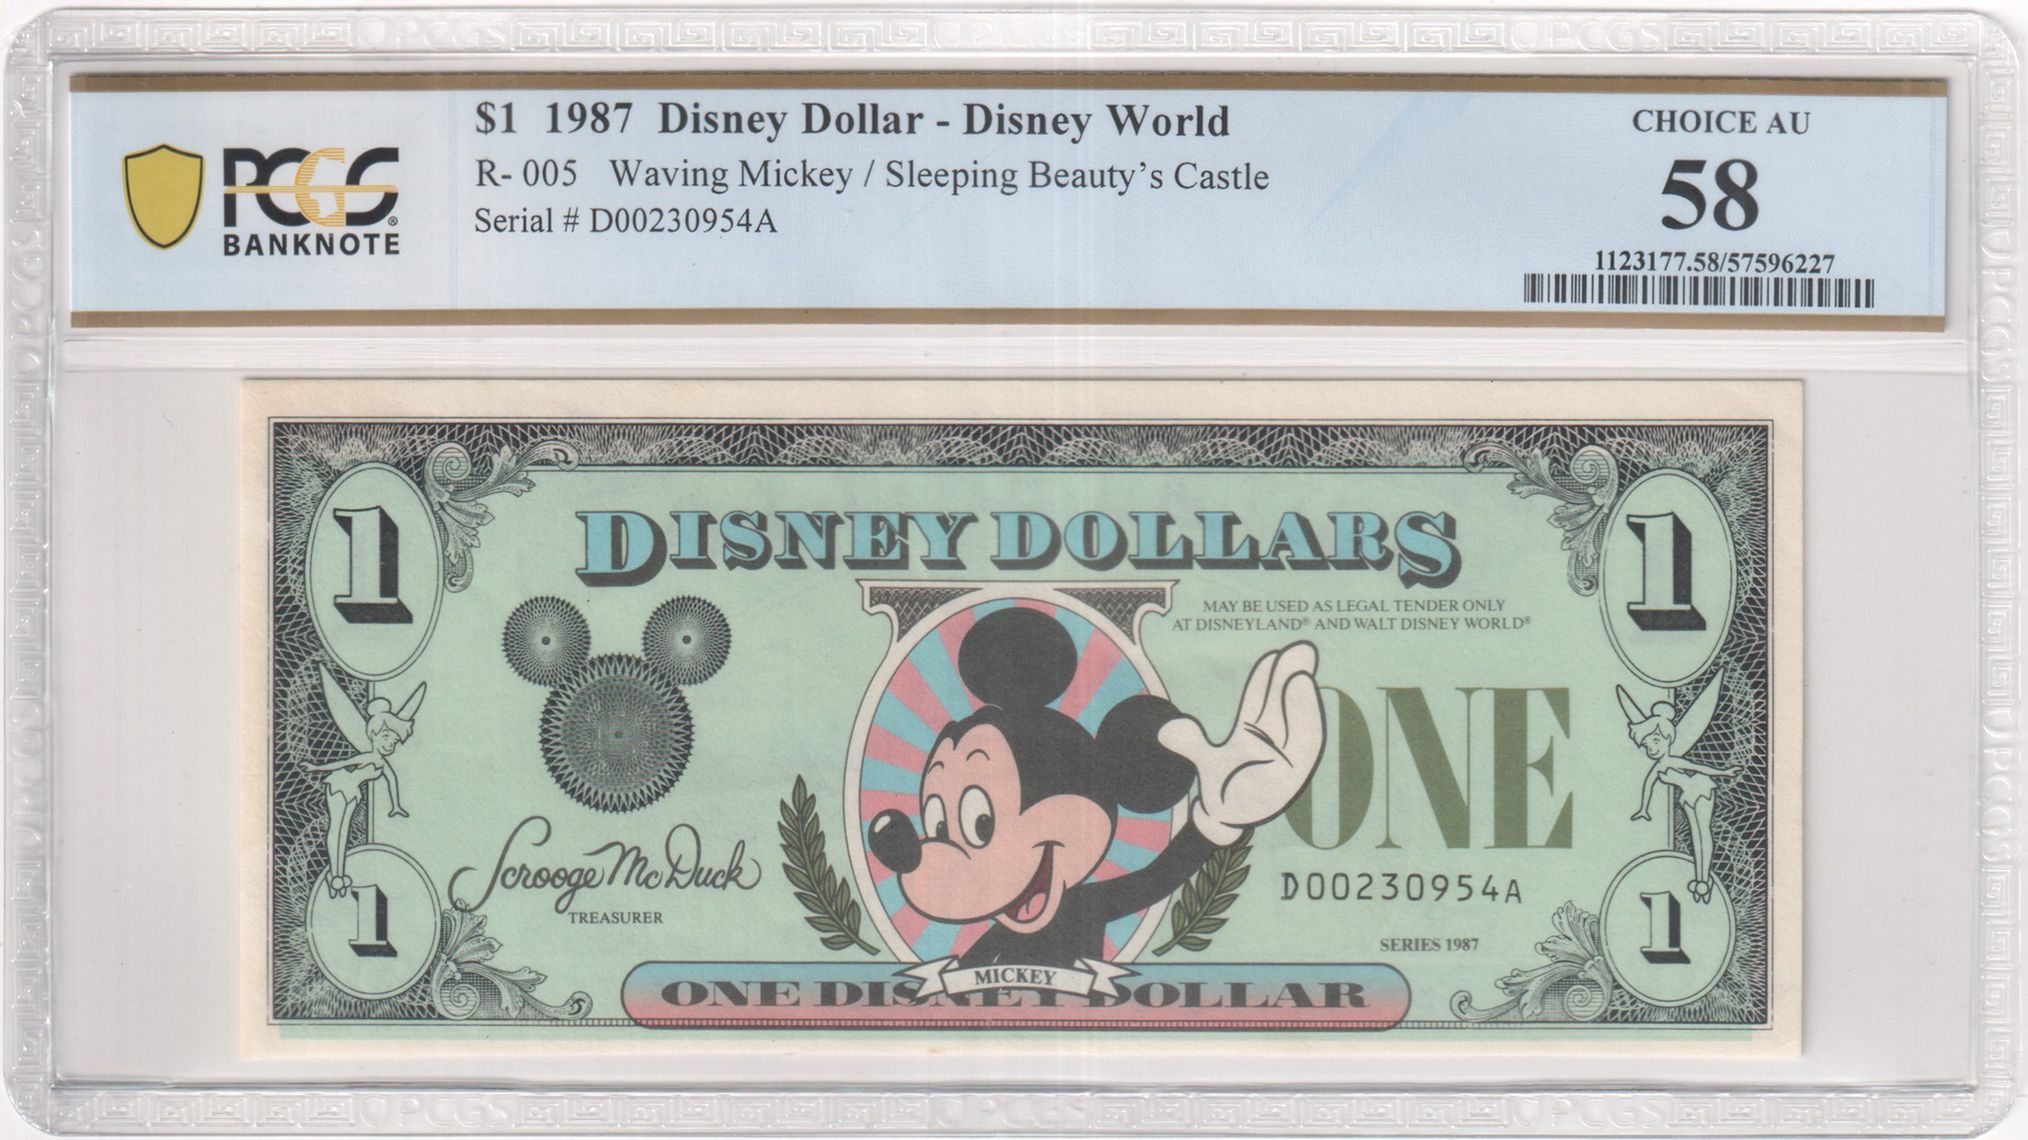 $1 1987 Disney Dollar - Disney World
R- 005 Waving Mickey / Sleeping Beauty's Castle
Serial # D00230954A
PCGS®
BANKNOTE
CHOICE AU
58
1123177.58/57596227
1
1
DISNEY DOLLARS
MAY BE USED AS LEGAL TENDER ONLY
AT DISNEYLAND® AND WALT DISNEY WORLD®
ONE
Scrooge McDuck
TREASURER
D00230954A
SERIES 1987
1
1
MICKEY
ONE DISNEY DOLLAR